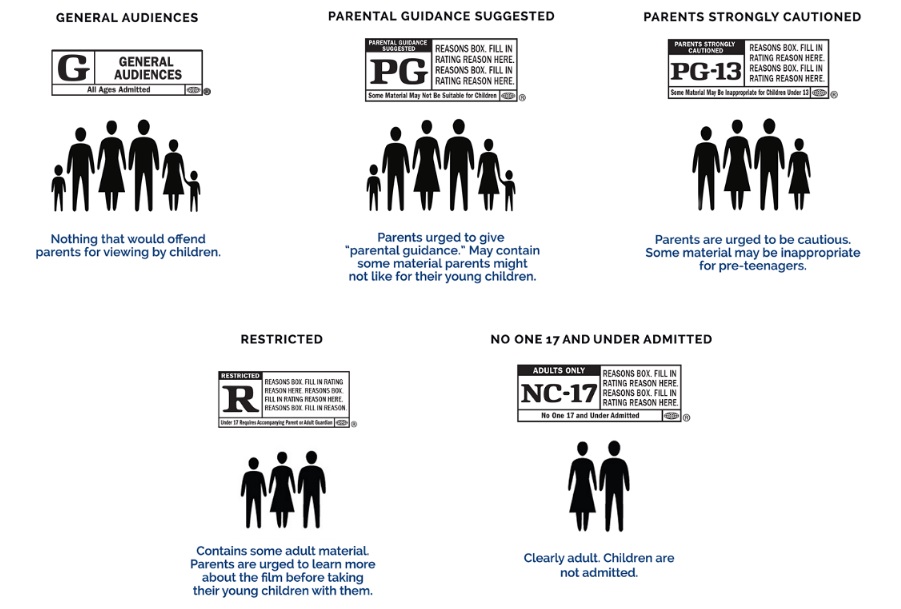 GENERAL AUDIENCES
G
GENERAL
AUDIENCES
All Ages Admitted
®
Nothing that would offend
parents for viewing by children.
PARENTAL GUIDANCE SUGGESTED
PARENTAL GUIDANCE
SUGGESTED
PG
REASONS BOX. FILL IN
RATING REASON HERE.
REASONS BOX. FILL IN
RATING REASON HERE.
Some Material May Not Be Suitable for Children
®
Parents urged to give
"parental guidance." May contain
some material parents might
not like for their young children.
PARENTS STRONGLY CAUTIONED
PARENTS STRONGLY
CAUTIONED
PG-13
REASONS BOX. FILL IN
RATING REASON HERE.
REASONS BOX. FILL IN
RATING REASON HERE.
Some Material May Be Inappropriate for Children Under 13
®
Parents are urged to be cautious.
Some material may be inappropriate
for pre-teenagers.
RESTRICTED
RESTRICTED
R
REASONS BOX. FILL IN RATING
REASON HERE. REASONS BOX.
FILL IN RATING REASON HERE.
REASONS BOX. FILL IN REASON.
Under 17 Requires Accompanying Parent or Adult Guardian
®
Contains some adult material.
Parents are urged to learn more
about the film before taking
their young children with them.
NO ONE 17 AND UNDER ADMITTED
ADULTS ONLY
NC-17
REASONS BOX. FILL IN
RATING REASON HERE.
REASONS BOX. FILL IN
RATING REASON HERE.
No One 17 and Under Admitted
®
Clearly adult. Children are
not admitted.